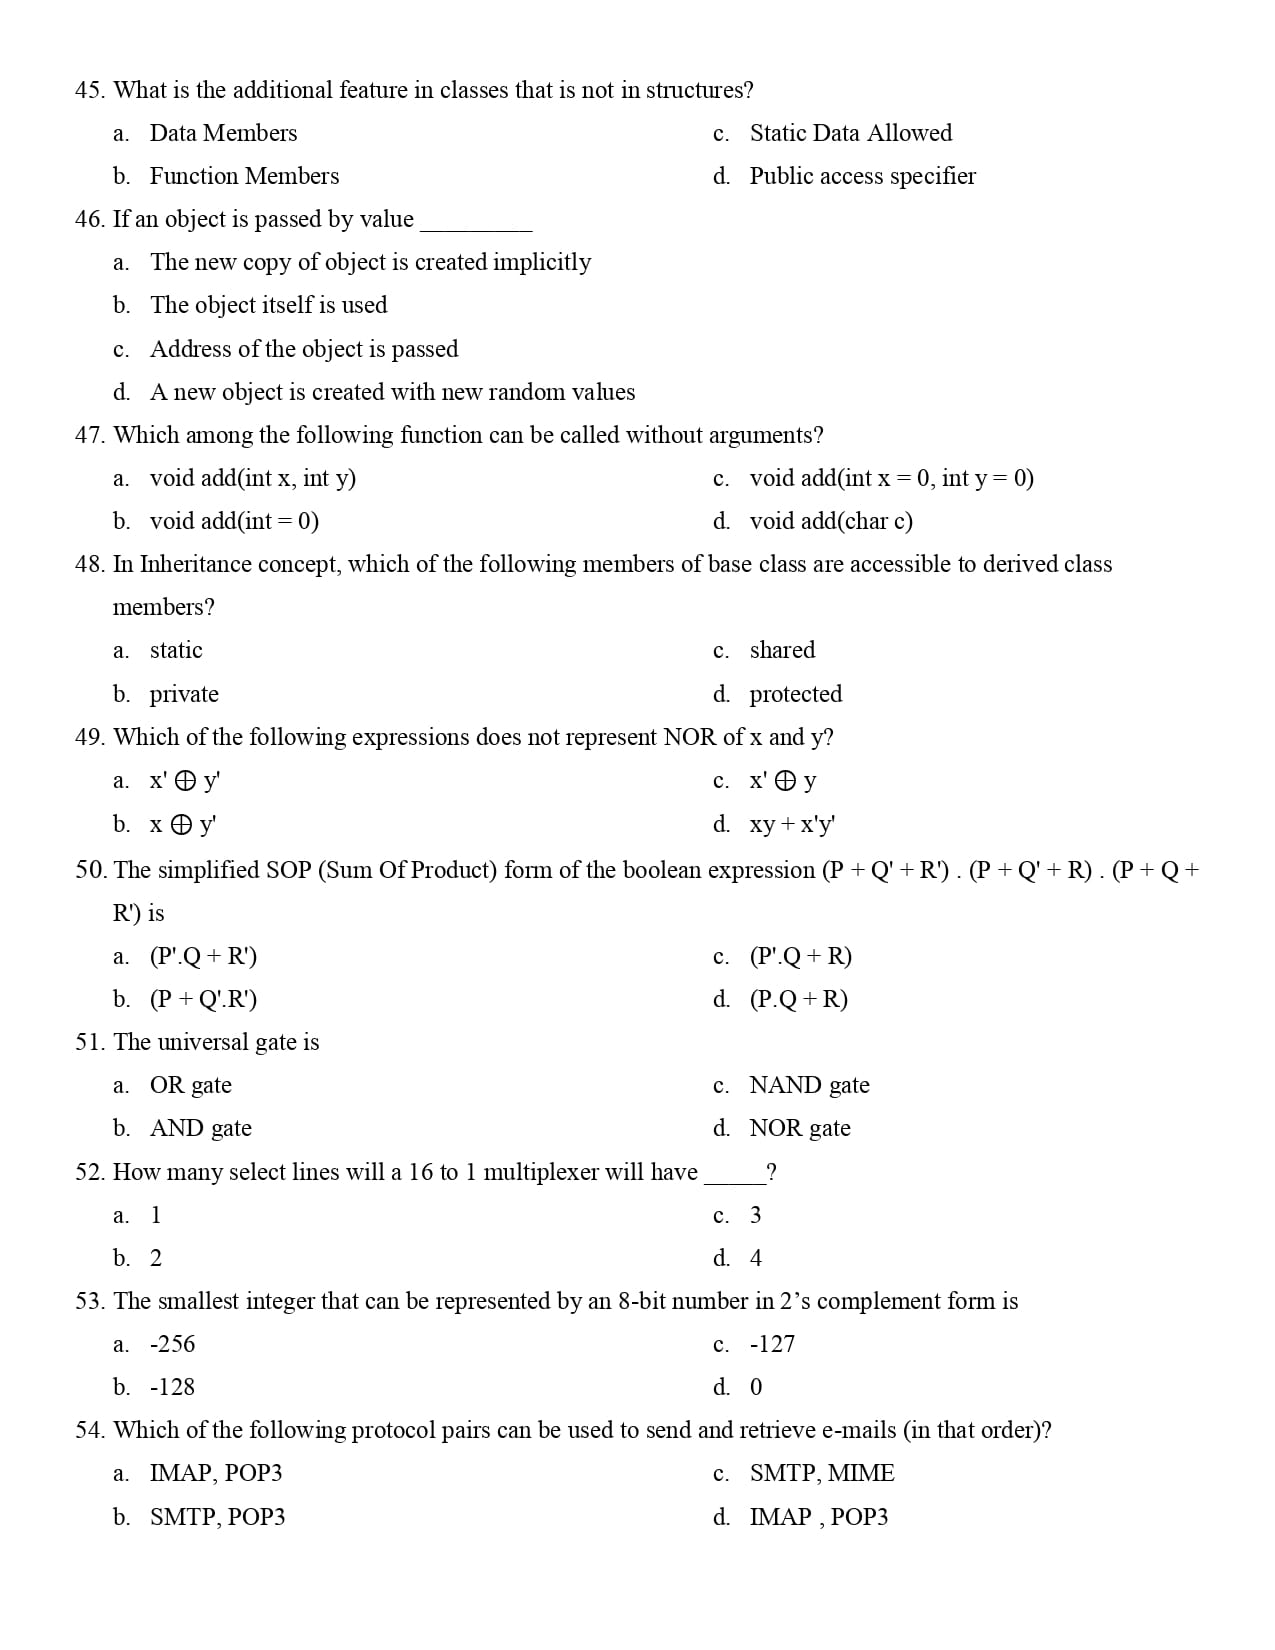 45. What is the additional feature in classes that is not in structures?
a. Data Members
c. Static Data Allowed
b. Function Members
d. Public access specifier
46. If an object is passed by value _________
a. The new copy of object is created implicitly
b. The object itself is used
c. Address of the object is passed
d. A new object is created with new random values
47. Which among the following function can be called without arguments?
a. void add(int x, int y)
c. void add(int x = 0, int y = 0)
b. void add(int = 0)
d. void add(char c)
48. In Inheritance concept, which of the following members of base class are accessible to derived class
members?
a. static
c. shared
b. private
d. protected
49. Which of the following expressions does not represent NOR of x and y?
a. x' ⊕ y'
c. x' ⊕ y
b. x ⊕ y'
d. xy + x'y'
50. The simplified SOP (Sum Of Product) form of the boolean expression (P + Q' + R') . (P + Q' + R) . (P + Q +
R') is
a. (P'.Q + R')
c. (P'.Q + R)
b. (P + Q'.R')
d. (P.Q + R)
51. The universal gate is
a. OR gate
c. NAND gate
b. AND gate
d. NOR gate
52. How many select lines will a 16 to 1 multiplexer will have _____?
a. 1
c. 3
b. 2
d. 4
53. The smallest integer that can be represented by an 8-bit number in 2’s complement form is
a. -256
c. -127
b. -128
d. 0
54. Which of the following protocol pairs can be used to send and retrieve e-mails (in that order)?
a. IMAP, POP3
c. SMTP, MIME
b. SMTP, POP3
d. IMAP , POP3